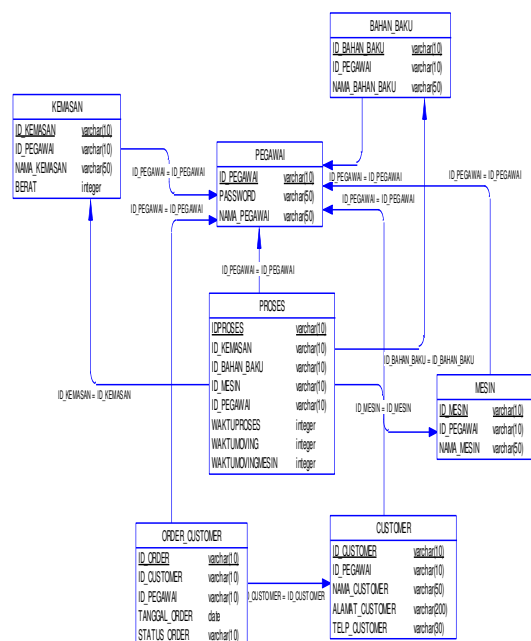 BAHAN_BAKU
ID_BAHAN_BAKU varchar(10)
ID_PEGAWAI varchar(10)
NAMA_BAHAN_BAKU varchar(50)
KEMASAN
ID_KEMASAN varchar(10)
ID_PEGAWAI varchar(10)
NAMA_KEMASAN varchar(50)
BERAT integer
PEGAWAI
ID_PEGAWAI varchar(10)
PASSWORD varchar(50)
NAMA_PEGAWAI varchar(50)
ID_PEGAWAI = ID_PEGAWAI
ID_PEGAWAI = ID_PEGAWAI
ID_PEGAWAI = ID_PEGAWAI
ID_PEGAWAI = ID_PEGAWAI
ID_PEGAWAI = ID_PEGAWAI
ID_PEGAWAI = ID_PEGAWAI
PROSES
IDPROSES varchar(10)
ID_KEMASAN varchar(10)
ID_BAHAN_BAKU varchar(10)
ID_MESIN varchar(10)
ID_PEGAWAI varchar(10)
WAKTUPROSES integer
WAKTUMOVING integer
WAKTUMOVINGMESIN integer
ID_BAHAN_BAKU = ID_BAHAN_BAKU
ID_KEMASAN = ID_KEMASAN
ID_MESIN = ID_MESIN
MESIN
ID_MESIN varchar(10)
ID_PEGAWAI varchar(10)
NAMA_MESIN varchar(50)
ORDER_CUSTOMER
ID_ORDER varchar(10)
ID_CUSTOMER varchar(10)
ID_PEGAWAI varchar(10)
TANGGAL_ORDER date
STATUS_ORDER varchar(10)
D_CUSTOMER = ID_CUSTOMER
CUSTOMER
ID_CUSTOMER varchar(10)
ID_PEGAWAI varchar(10)
NAMA_CUSTOMER varchar(50)
ALAMAT_CUSTOMER varchar(200)
TELP_CUSTOMER varchar(30)